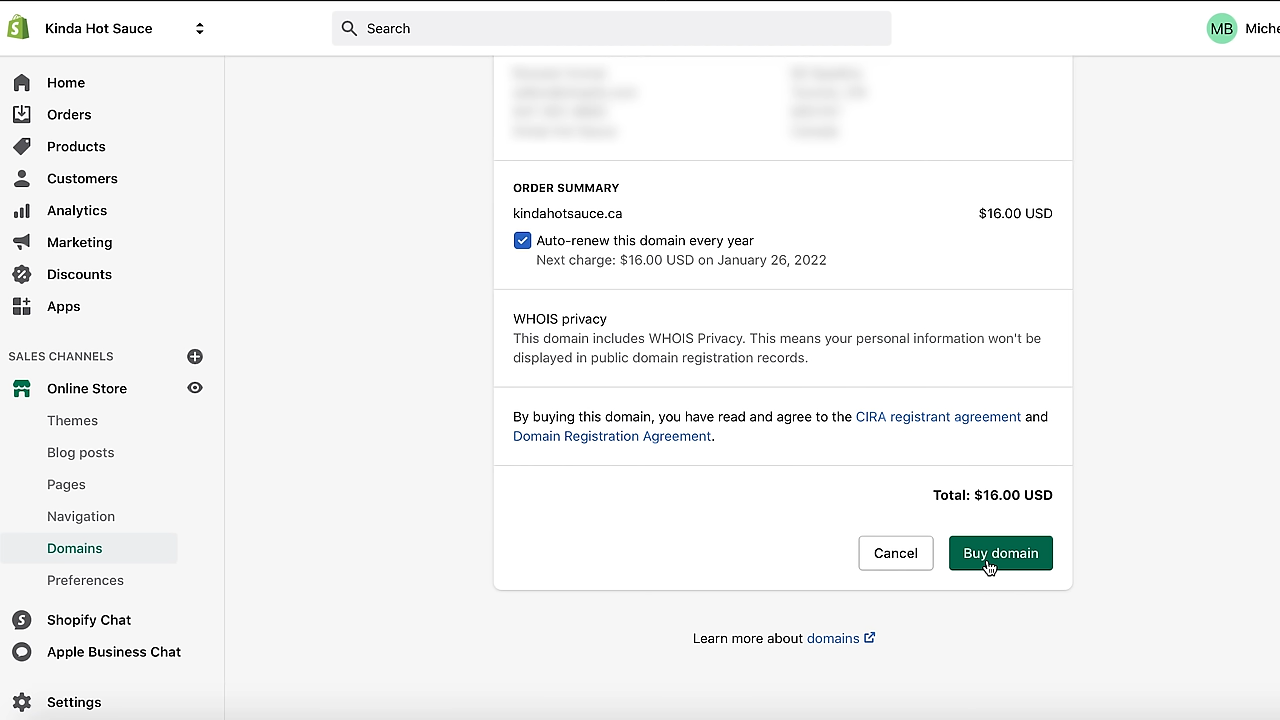 Kinda Hot Sauce
Search
MB
Miche
Home
Orders
Products
Customers
Analytics
Marketing
Discounts
Apps
SALES CHANNELS
Online Store
Themes
Blog posts
Pages
Navigation
Domains
Preferences
Shopify Chat
Apple Business Chat
Settings
ORDER SUMMARY
kindahotsauce.ca $16.00 USD
Auto-renew this domain every year
Next charge: $16.00 USD on January 26, 2022
WHOIS privacy
This domain includes WHOIS Privacy. This means your personal information won't be
displayed in public domain registration records.
By buying this domain, you have read and agree to the CIRA registrant agreement and
Domain Registration Agreement.
Total: $16.00 USD
Cancel Buy domain
Learn more about domains